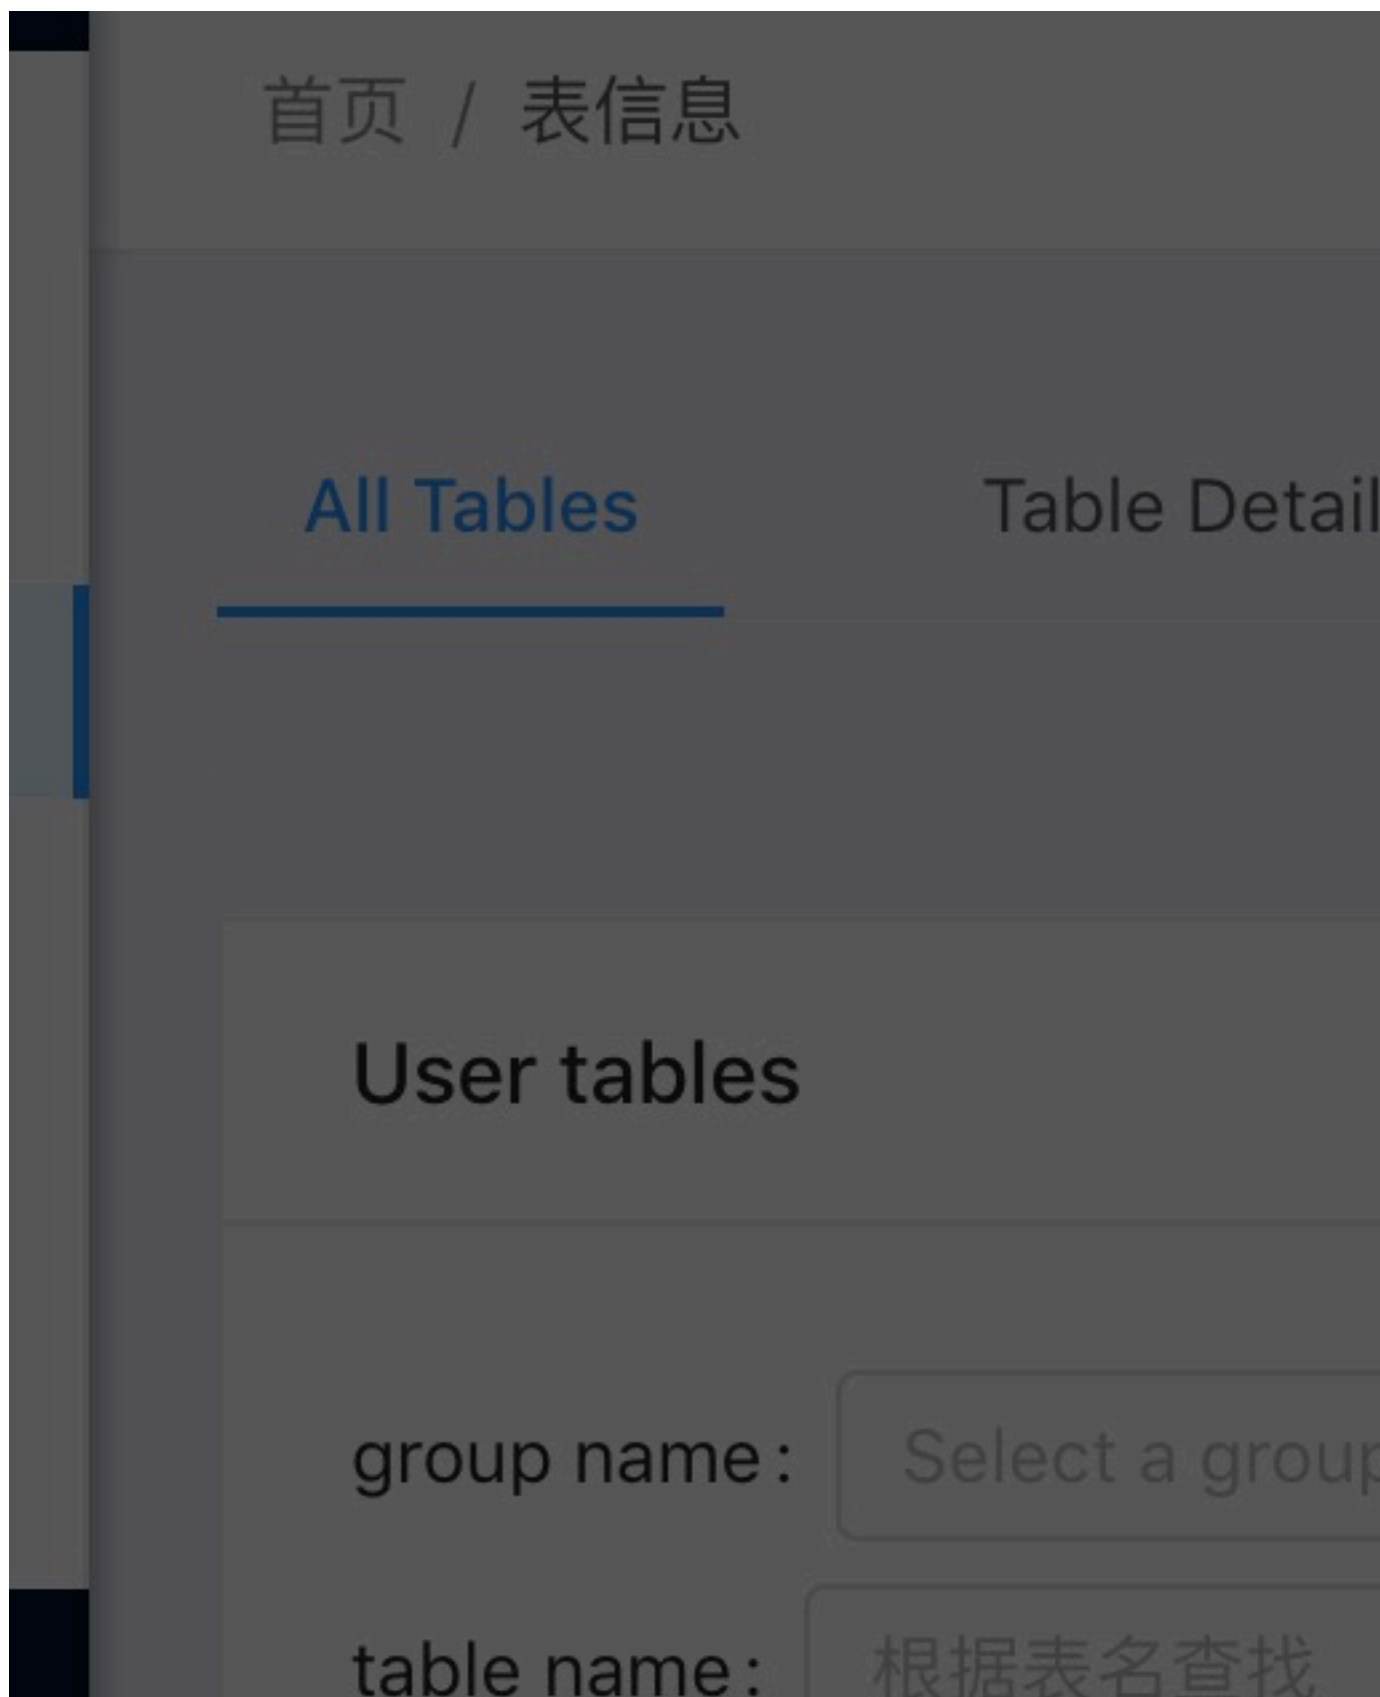 首页 / 表信息
All Tables Table Detail
User tables
group name: Select a group
table name: 根据表名查找